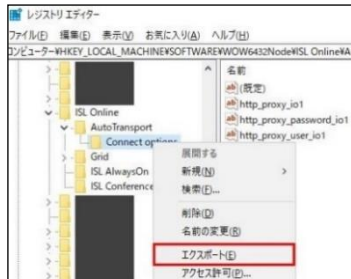 レジストリ エディター
ファイル(F) 編集(E) 表示(V) お気に入り(A) ヘルプ(H)
コンピューター¥HKEY_LOCAL_MACHINE¥SOFTWARE¥WOW6432Node¥ISL Online¥A
ISL Online
AutoTransport
Connect options
Grid
ISL AlwaysOn
ISL Conference
名前
(既定)
http_proxy_io1
http_proxy_password_io1
http_proxy_user_io1
展開する
新規(N)
検索(F)...
削除(D)
名前の変更(R)
エクスポート(E)
アクセス許可(P)...